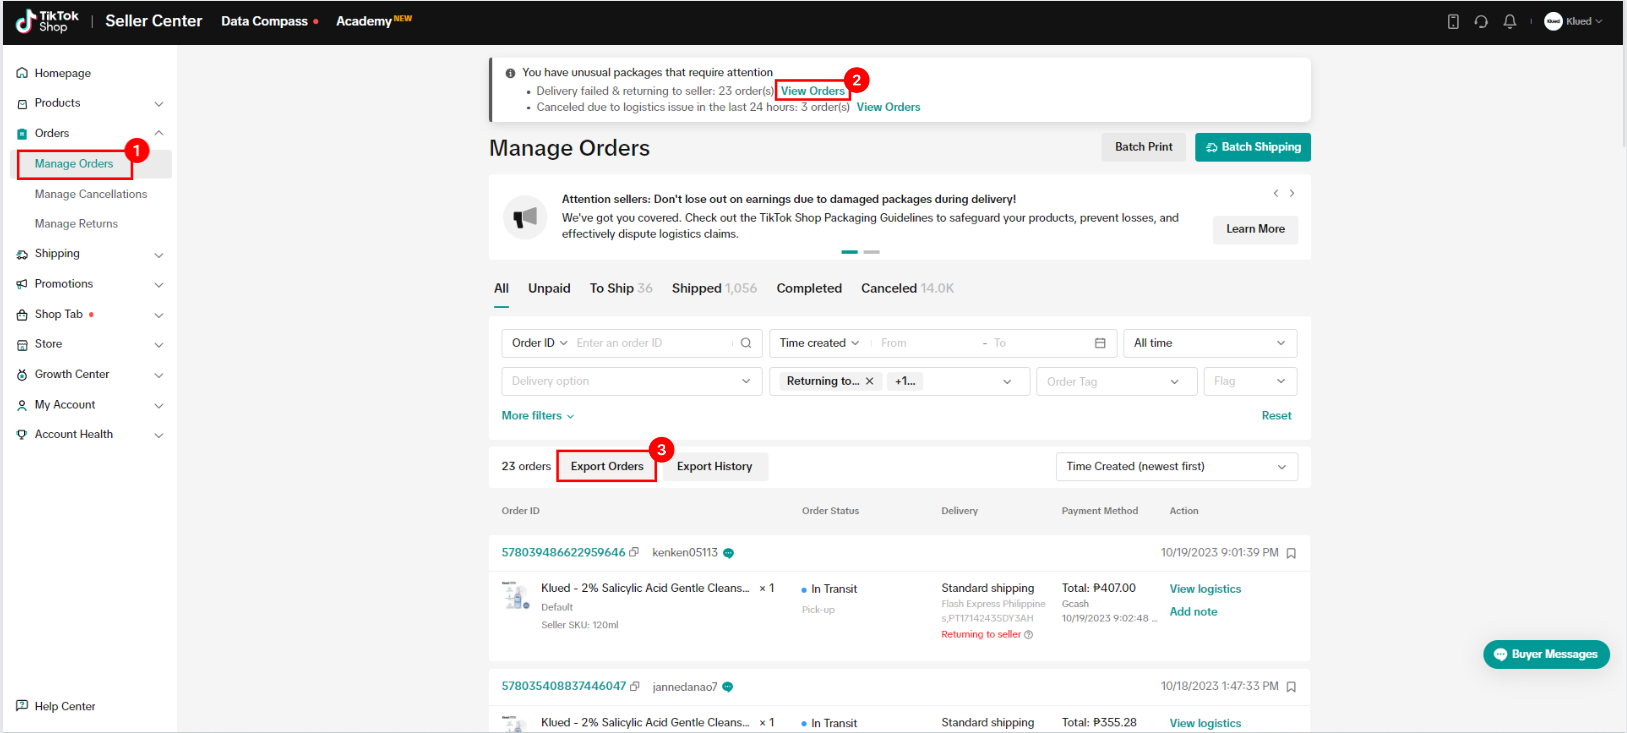 TikTok Shop | Seller Center Data Compass Academy NEW Klued
Homepage
Products
Orders
1
Manage Orders
Manage Cancellations
Manage Returns
Shipping
Promotions
Shop Tab
Store
Growth Center
My Account
Account Health
Help Center
You have unusual packages that require attention
2
Delivery failed & returning to seller: 23 order(s) View Orders
Canceled due to logistics issue in the last 24 hours: 3 order(s) View Orders
Manage Orders
Batch Print
Batch Shipping
Attention sellers: Don't lose out on earnings due to damaged packages during delivery!
We've got you covered. Check out the TikTok Shop Packaging Guidelines to safeguard your products, prevent losses, and
effectively dispute logistics claims.
Learn More
All Unpaid To Ship 36 Shipped 1,056 Completed Canceled 14.0K
Order ID Enter an order ID Time created From - To All time
Delivery option Returning to... +1... Order Tag Flag
More filters Reset
3
23 orders Export Orders Export History Time Created (newest first)
Order ID Order Status Delivery Payment Method Action
578039486622959646 kenken05113 10/19/2023 9:01:39 PM
Klued - 2% Salicylic Acid Gentle Cleans... × 1 In Transit Standard shipping Total: ₱407.00 View logistics
Default Pick-up Flash Express Philippine Gcash Add note
Seller SKU: 120ml s,PT17142435DY3AH 10/19/2023 9:02:48 ...
Returning to seller
578035408837446047 jannedanao7 10/18/2023 1:47:33 PM
Klued - 2% Salicylic Acid Gentle Cleans... × 1 In Transit Standard shipping Total: ₱355.28 View logistics
Buyer Messages